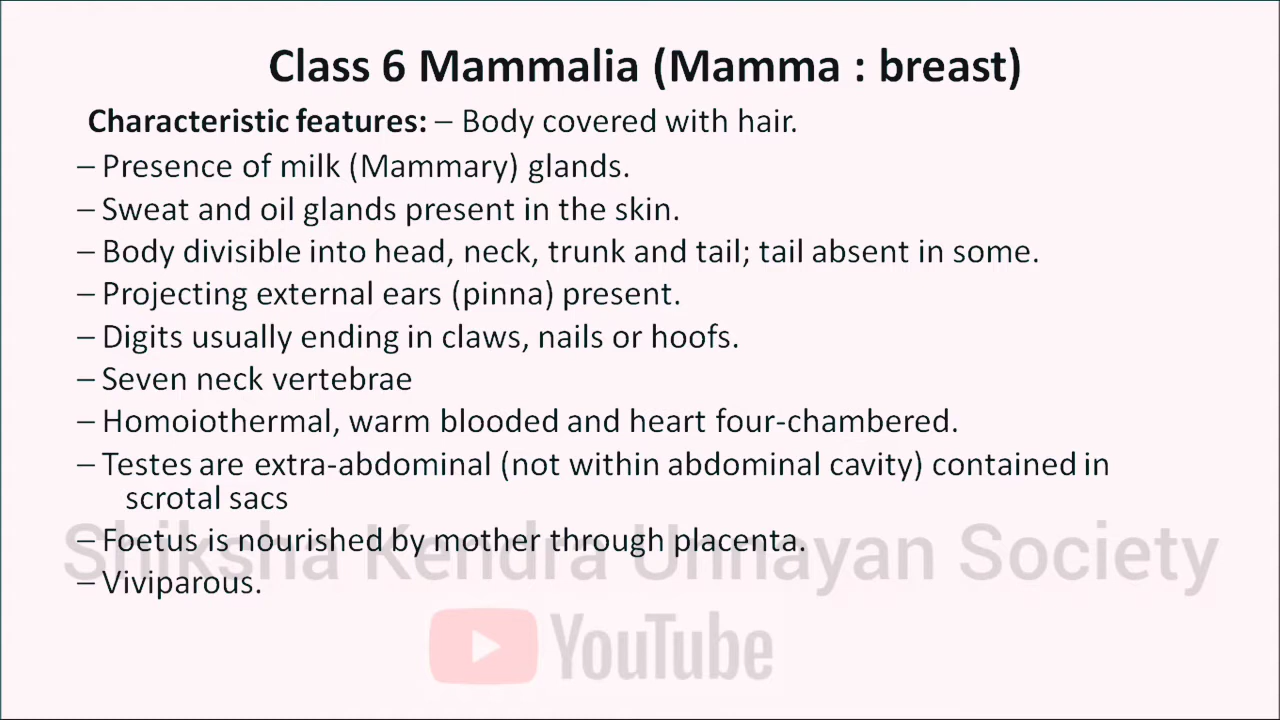 Class 6 Mammalia (Mamma : breast)
Characteristic features: – Body covered with hair.
– Presence of milk (Mammary) glands.
– Sweat and oil glands present in the skin.
– Body divisible into head, neck, trunk and tail; tail absent in some.
– Projecting external ears (pinna) present.
– Digits usually ending in claws, nails or hoofs.
– Seven neck vertebrae
– Homoiothermal, warm blooded and heart four-chambered.
– Testes are extra-abdominal (not within abdominal cavity) contained in
scrotal sacs
– Foetus is nourished by mother through placenta.
Shiksha Kendra Unnayan Society
– Viviparous.
YouTube